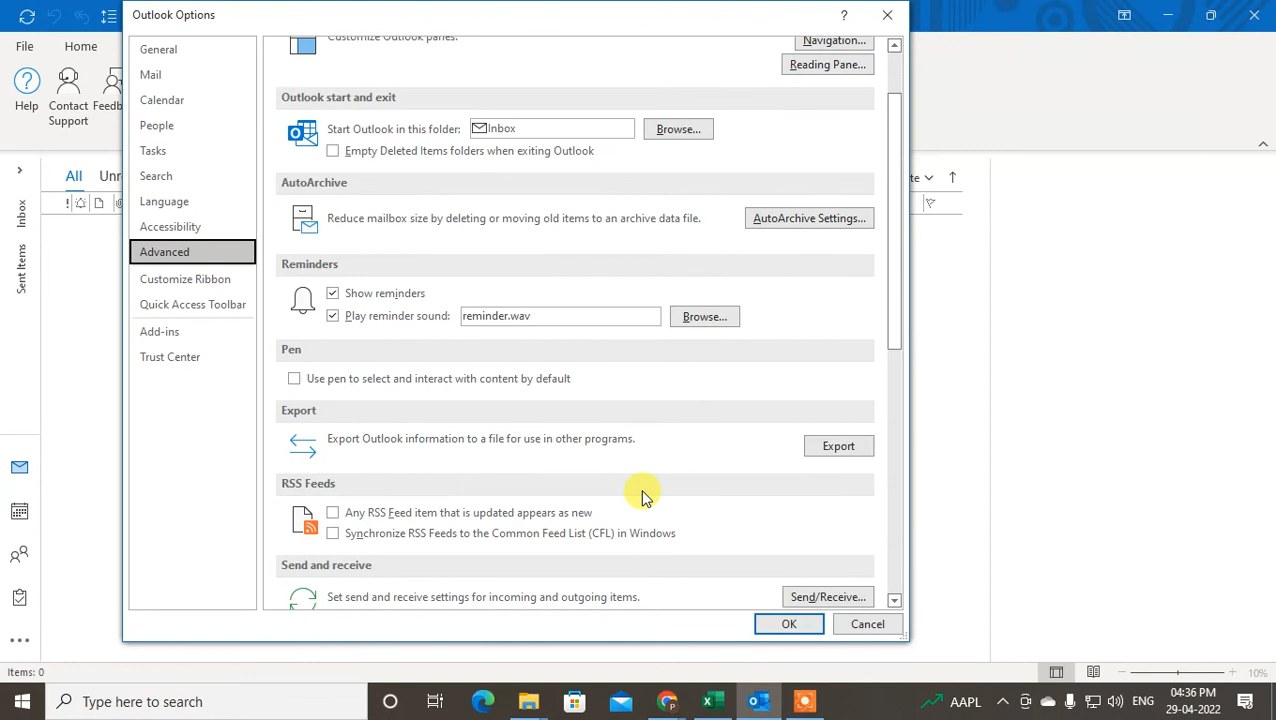 Outlook Options
?
File
Home
Help
Contact
Support
General
Mail
Calendar
People
Tasks
Search
Language
Accessibility
Advanced
Customize Ribbon
Quick Access Toolbar
Add-ins
Trust Center
Customize Outlook panes.
Navigation...
Reading Pane...
Outlook start and exit
Start Outlook in this folder:
Inbox
Browse...
Empty Deleted Items folders when exiting Outlook
AutoArchive
Reduce mailbox size by deleting or moving old items to an archive data file.
AutoArchive Settings...
Reminders
Show reminders
Play reminder sound:
reminder.wav
Browse...
Pen
Use pen to select and interact with content by default
Export
Export Outlook information to a file for use in other programs.
Export
RSS Feeds
Any RSS Feed item that is updated appears as new
Synchronize RSS Feeds to the Common Feed List (CFL) in Windows
Send and receive
Set send and receive settings for incoming and outgoing items.
Send/Receive...
OK
Cancel
All
Inbox
Sent Items
Items: 0
10%
Type here to search
AAPL
ENG
04:36 PM
29-04-2022